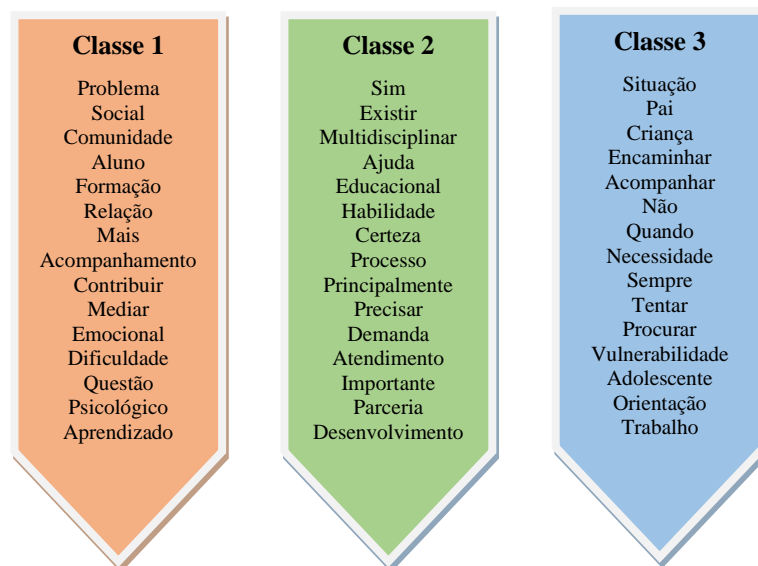 Classe 1
Problema
Social
Comunidade
Aluno
Formação
Relação
Mais
Acompanhamento
Contribuir
Mediar
Emocional
Dificuldade
Questão
Psicológico
Aprendizado
Classe 2
Sim
Existir
Multidisciplinar
Ajuda
Educacional
Habilidade
Certeza
Processo
Principalmente
Precisar
Demanda
Atendimento
Importante
Parceria
Desenvolvimento
Classe 3
Situação
Pai
Criança
Encaminhar
Acompanhar
Não
Quando
Necessidade
Sempre
Tentar
Procurar
Vulnerabilidade
Adolescente
Orientação
Trabalho